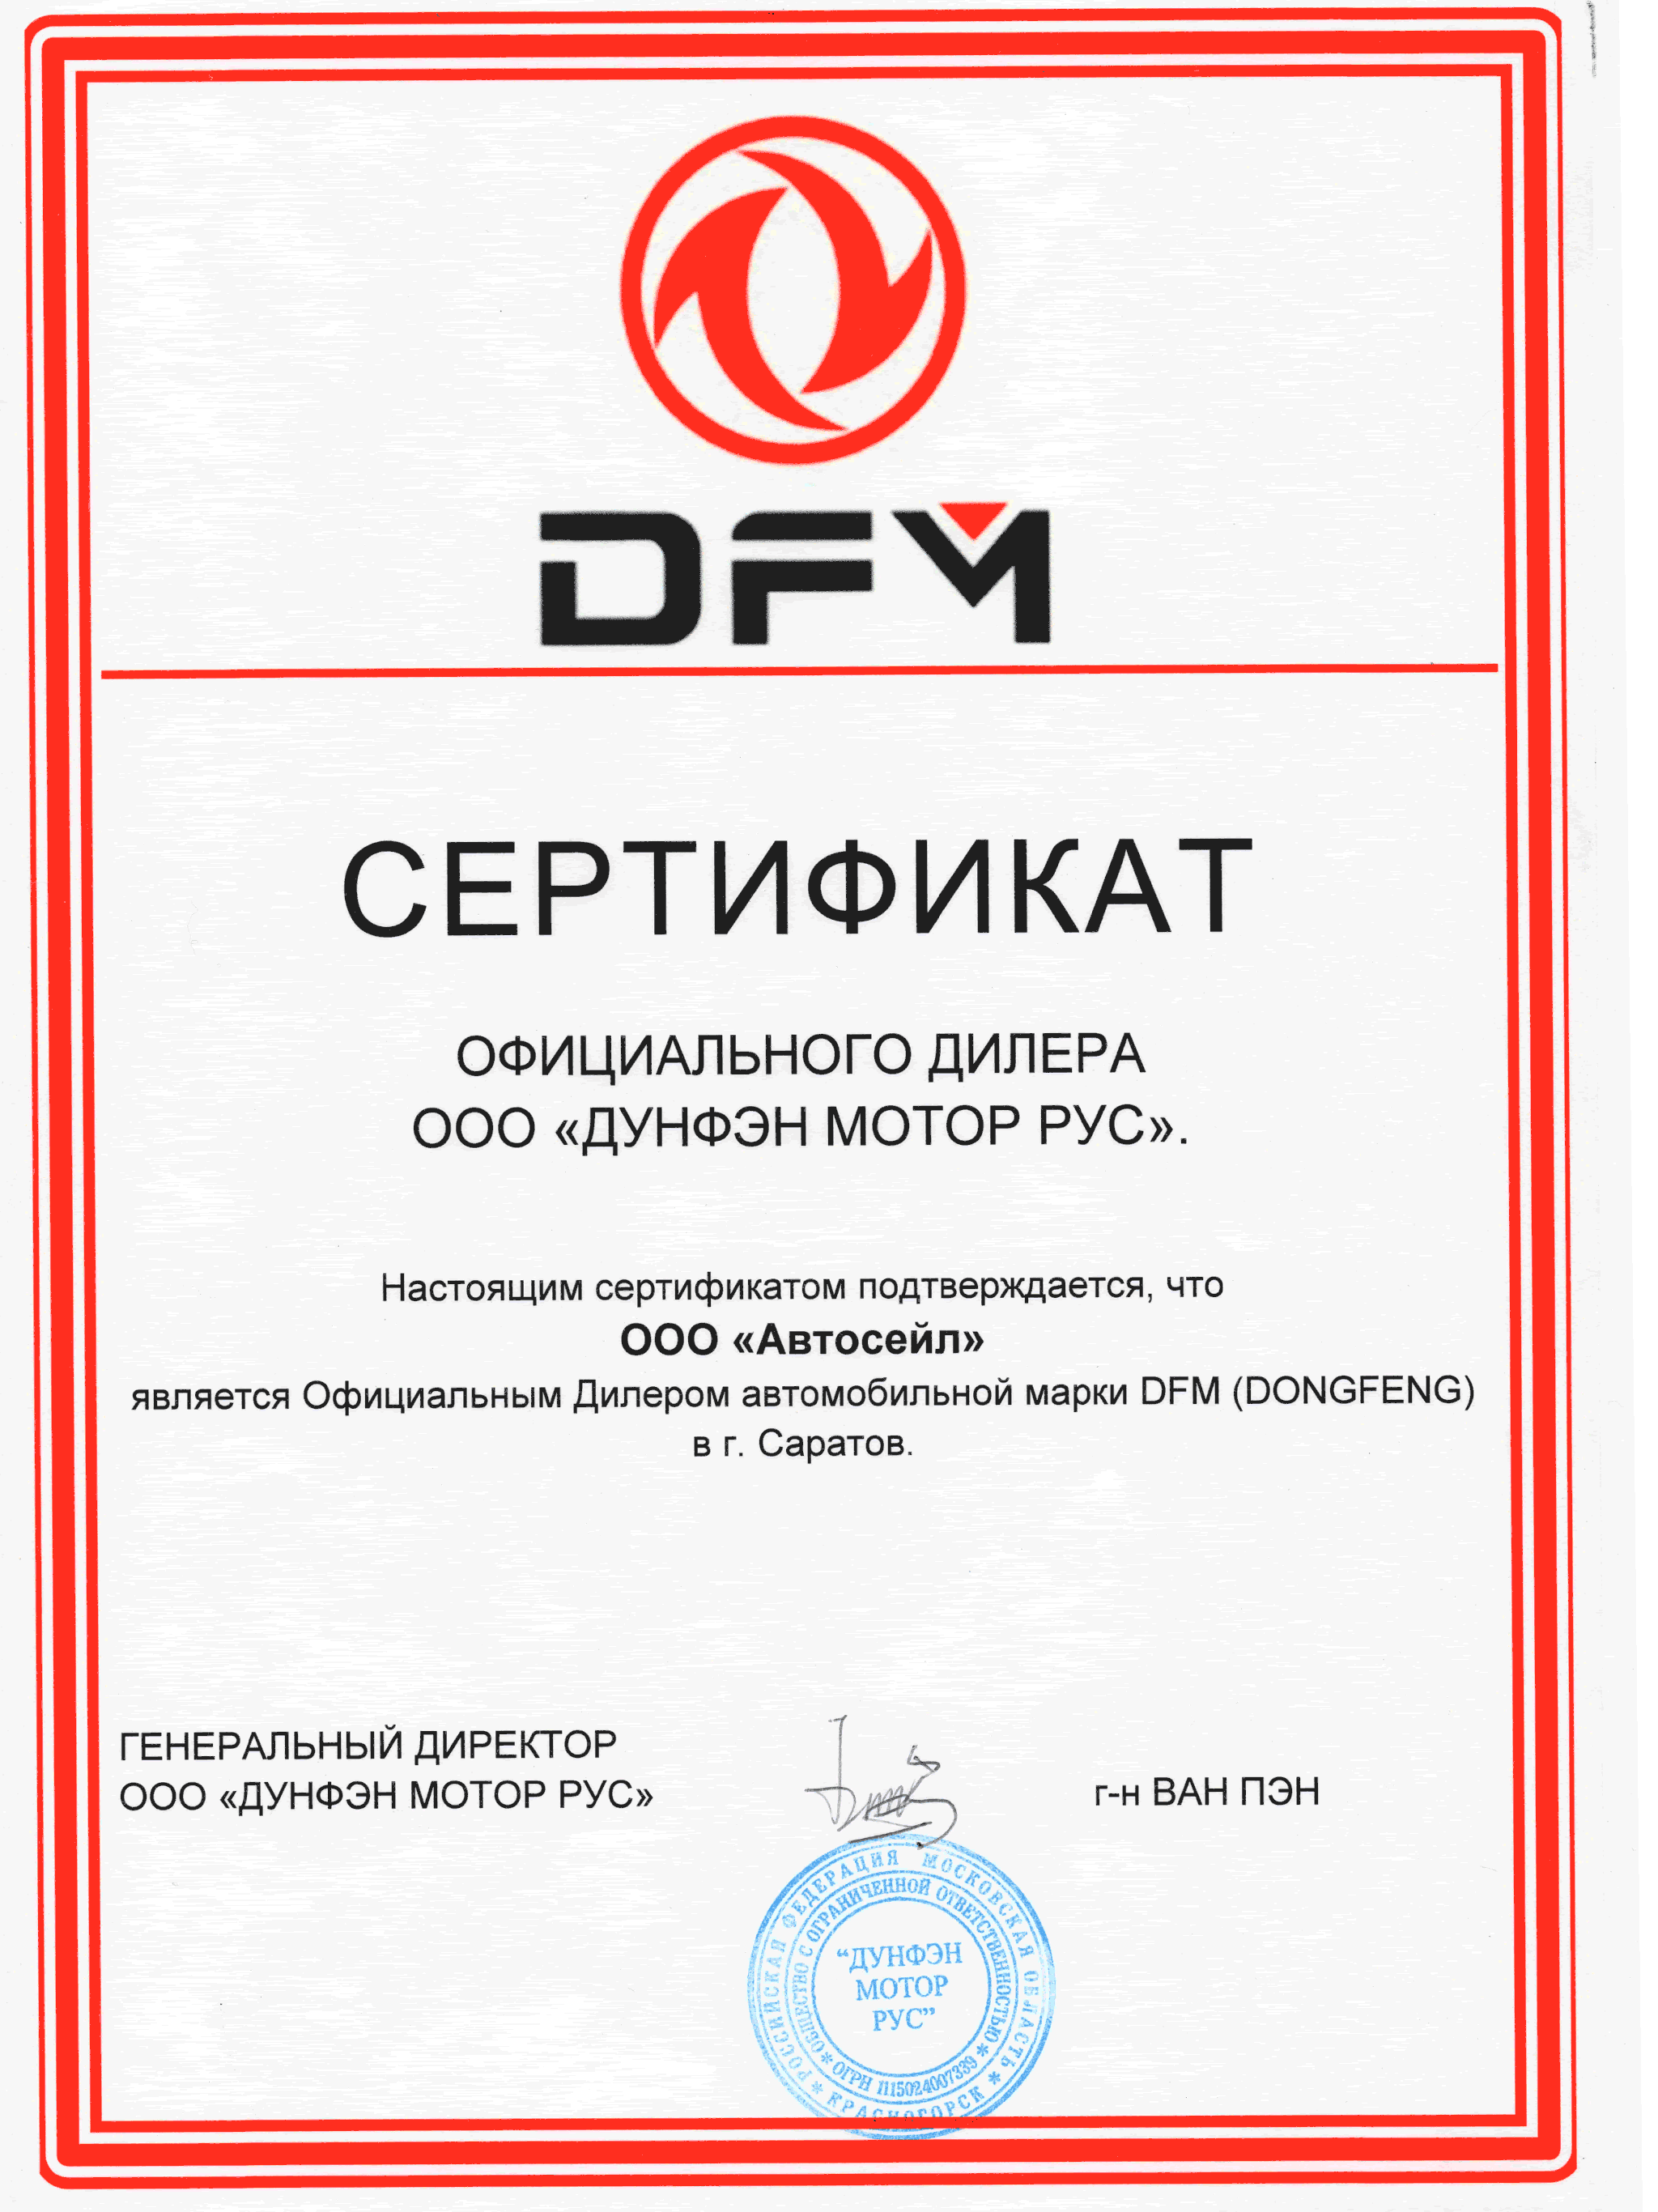 DFM
СЕРТИФИКАТ
ОФИЦИАЛЬНОГО ДИЛЕРА
ООО «ДУНФЭН МОТОР РУС».
Настоящим сертификатом подтверждается, что
ООО «Автосейл»
является Официальным Дилером автомобильной марки DFM (DONGFENG)
в г. Саратов.
ГЕНЕРАЛЬНЫЙ ДИРЕКТОР
ООО «ДУНФЭН МОТОР РУС»
г-н ВАН ПЭН
РОССИЙСКАЯ ФЕДЕРАЦИЯ МОСКОВСКАЯ ОБЛАСТЬ * КРАСНОГОРСК *
ОБЩЕСТВО С ОГРАНИЧЕННОЙ ОТВЕТСТВЕННОСТЬЮ * ОГРН 1115024007339 *
“ДУНФЭН
МОТОР
РУС”